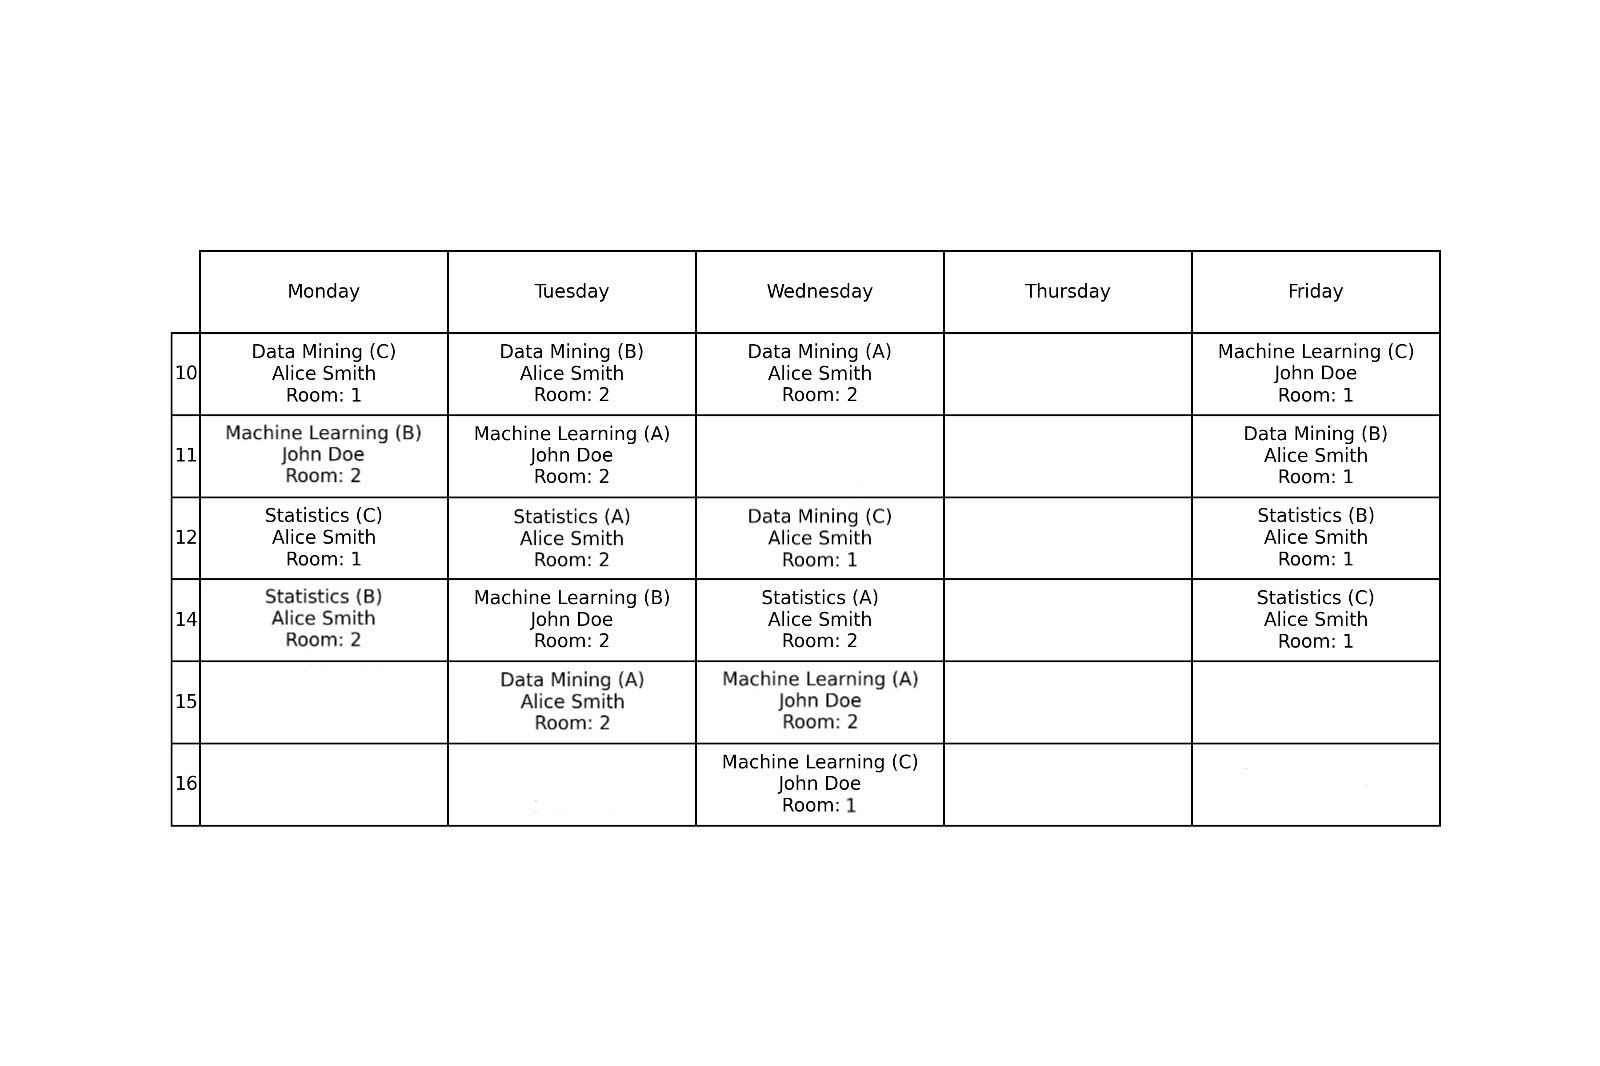 Monday Tuesday Wednesday Thursday Friday
10
Data Mining (C)
Alice Smith
Room: 1
Data Mining (B)
Alice Smith
Room: 2
Data Mining (A)
Alice Smith
Room: 2
Machine Learning (C)
John Doe
Room: 1
11
Machine Learning (B)
John Doe
Room: 2
Machine Learning (A)
John Doe
Room: 2
Data Mining (B)
Alice Smith
Room: 1
12
Statistics (C)
Alice Smith
Room: 1
Statistics (A)
Alice Smith
Room: 2
Data Mining (C)
Alice Smith
Room: 1
Statistics (B)
Alice Smith
Room: 1
14
Statistics (B)
Alice Smith
Room: 2
Machine Learning (B)
John Doe
Room: 2
Statistics (A)
Alice Smith
Room: 2
Statistics (C)
Alice Smith
Room: 1
15
Data Mining (A)
Alice Smith
Room: 2
Machine Learning (A)
John Doe
Room: 2
16
Machine Learning (C)
John Doe
Room: 1